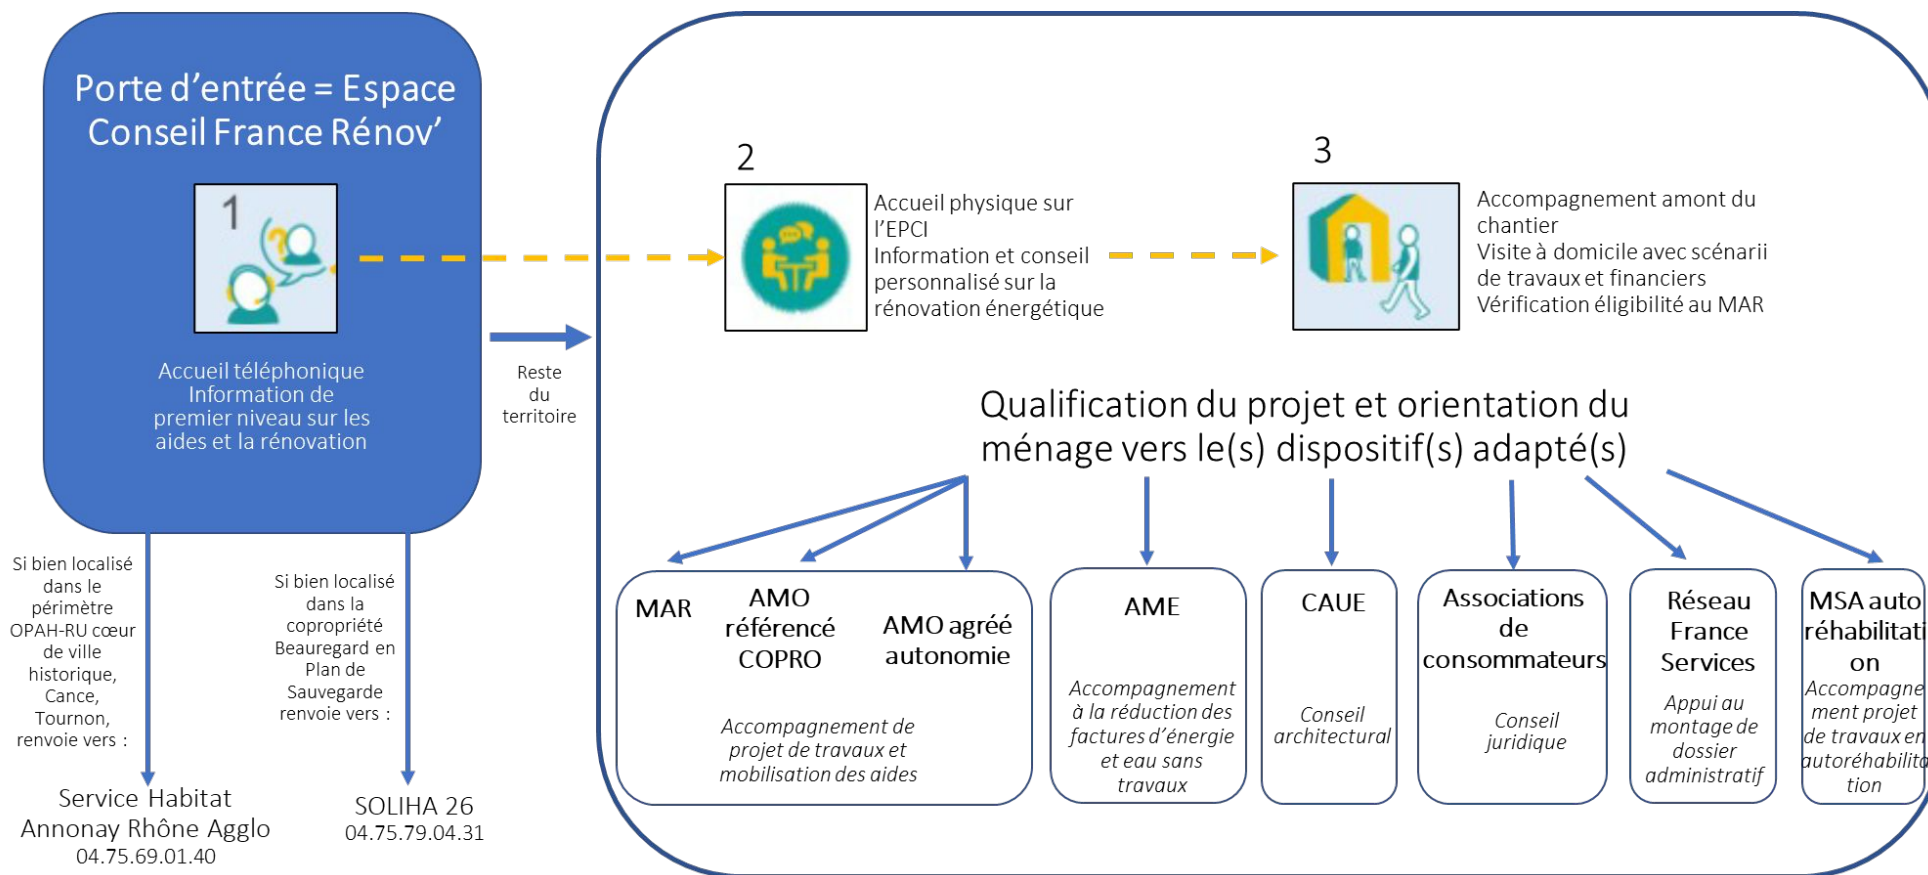 Porte d’entrée = Espace
Conseil France Rénov’
1
Accueil téléphonique
Information de
premier niveau sur les
aides et la rénovation
Reste
du
territoire
2
Accueil physique sur
l’EPCI
Information et conseil
personnalisé sur la
rénovation énergétique
3
Accompagnement amont du
chantier
Visite à domicile avec scénarii
de travaux et financiers
Vérification éligibilité au MAR
Qualification du projet et orientation du
ménage vers le(s) dispositif(s) adapté(s)
Si bien localisé
dans le
périmètre
OPAH-RU cœur
de ville
historique,
Cance,
Tournon,
renvoie vers :
Service Habitat
Annonay Rhône Agglo
04.75.69.01.40
Si bien localisé
dans la
copropriété
Beauregard en
Plan de
Sauvegarde
renvoie vers :
SOLIHA 26
04.75.79.04.31
MAR
AMO
référencé
COPRO
AMO agréé
autonomie
Accompagnement de
projet de travaux et
mobilisation des aides
AME
Accompagnement
à la réduction des
factures d’énergie
et eau sans
travaux
CAUE
Conseil
architectural
Associations
de
consommateurs
Conseil
juridique
Réseau
France
Services
Appui au
montage de
dossier
administratif
MSA auto
réhabilitati
on
Accompagne
ment projet
de travaux en
autoréhabilita
tion